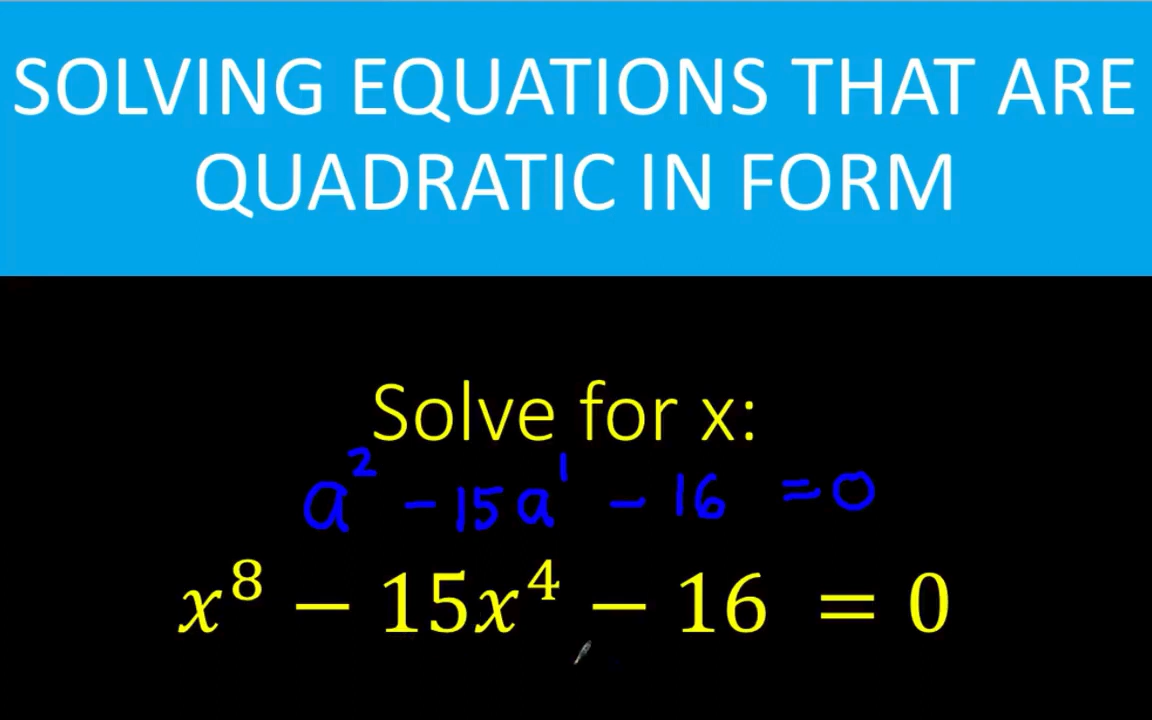 SOLVING EQUATIONS THAT ARE
QUADRATIC IN FORM
Solve for x:
a² - 15a¹ - 16 = 0
x⁸ − 15x⁴ − 16 = 0